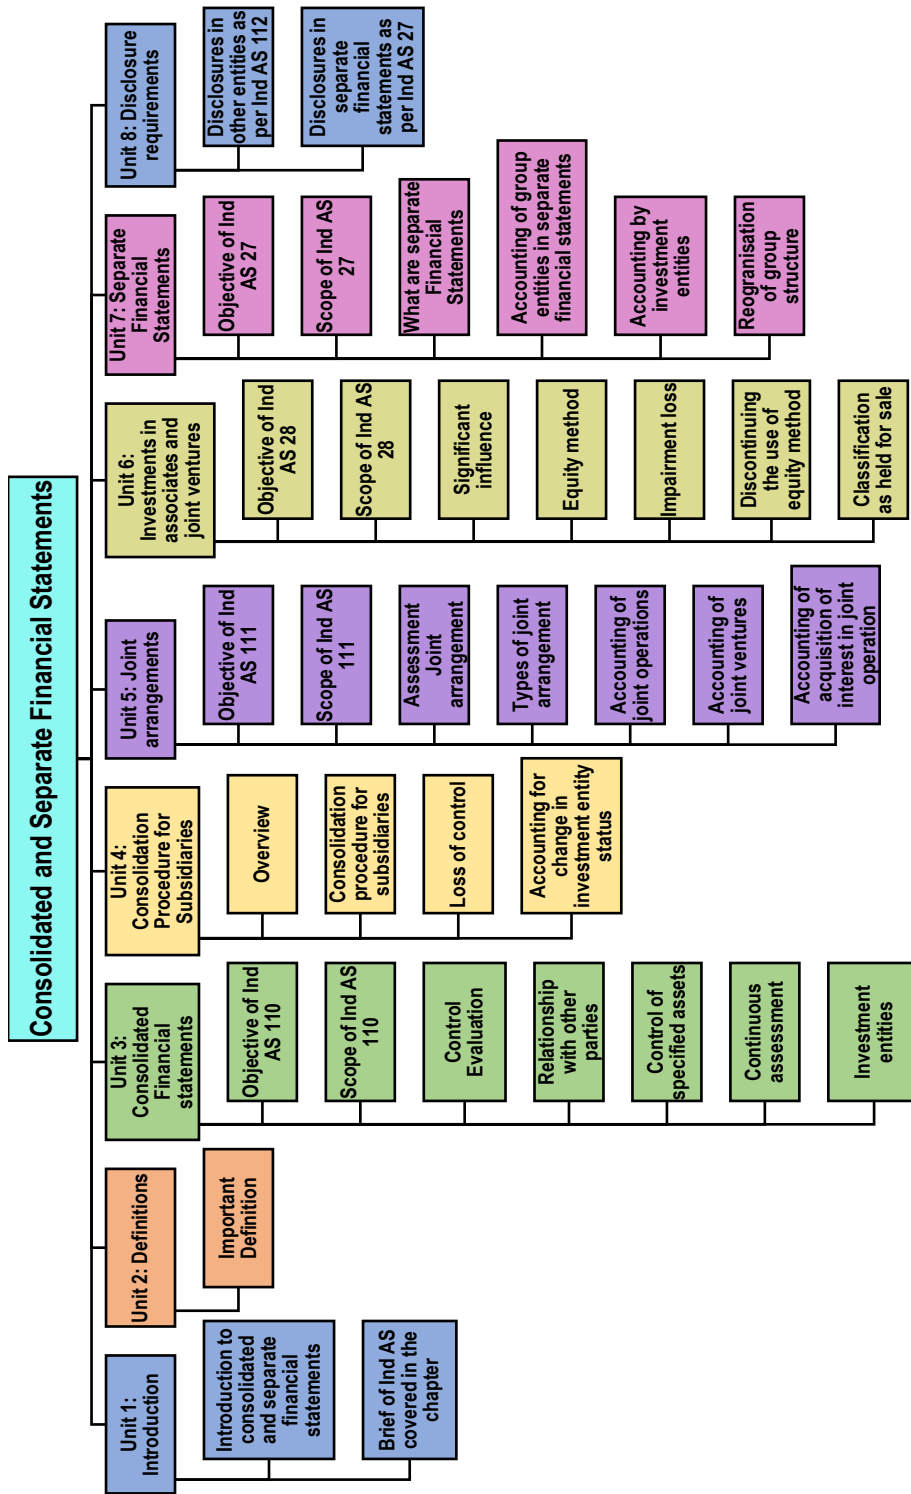 Consolidated and Separate Financial Statements
Unit 1:
Introduction
Introduction to
consolidated
and separate
financial
statements
Brief of Ind AS
covered in the
chapter
Unit 2: Definitions
Important
Definition
Unit 3:
Consolidated
Financial
statements
Objective of Ind
AS 110
Scope of Ind AS
110
Control
Evaluation
Relationship
with other
parties
Control of
specified assets
Continuous
assessment
Investment
entities
Unit 4:
Consolidation
Procedure for
Subsidiaries
Overview
Consolidation
procedure for
subsidiaries
Loss of control
Accounting for
change in
investment entity
status
Unit 5: Joint
arrangements
Objective of Ind
AS 111
Scope of Ind AS
111
Assessment
Joint
arrangement
Types of joint
arrangement
Accounting of
joint operations
Accounting of
joint ventures
Accounting of
acquisition of
interest in joint
operation
Unit 6:
Investments in
associates and
joint ventures
Objective of Ind
AS 28
Scope of Ind AS
28
Significant
influence
Equity method
Impairment loss
Discontinuing
the use of
equity method
Classification
as held for sale
Unit 7: Separate
Financial
Statements
Objective of Ind
AS 27
Scope of Ind AS
27
What are separate
Financial
Statements
Accounting of group
entities in separate
financial statements
Accounting by
investment
entities
Reogranisation
of group
structure
Unit 8: Disclosure
requirements
Disclosures in
other entities as
per Ind AS 112
Disclosures in
separate
financial
statements as
per Ind AS 27